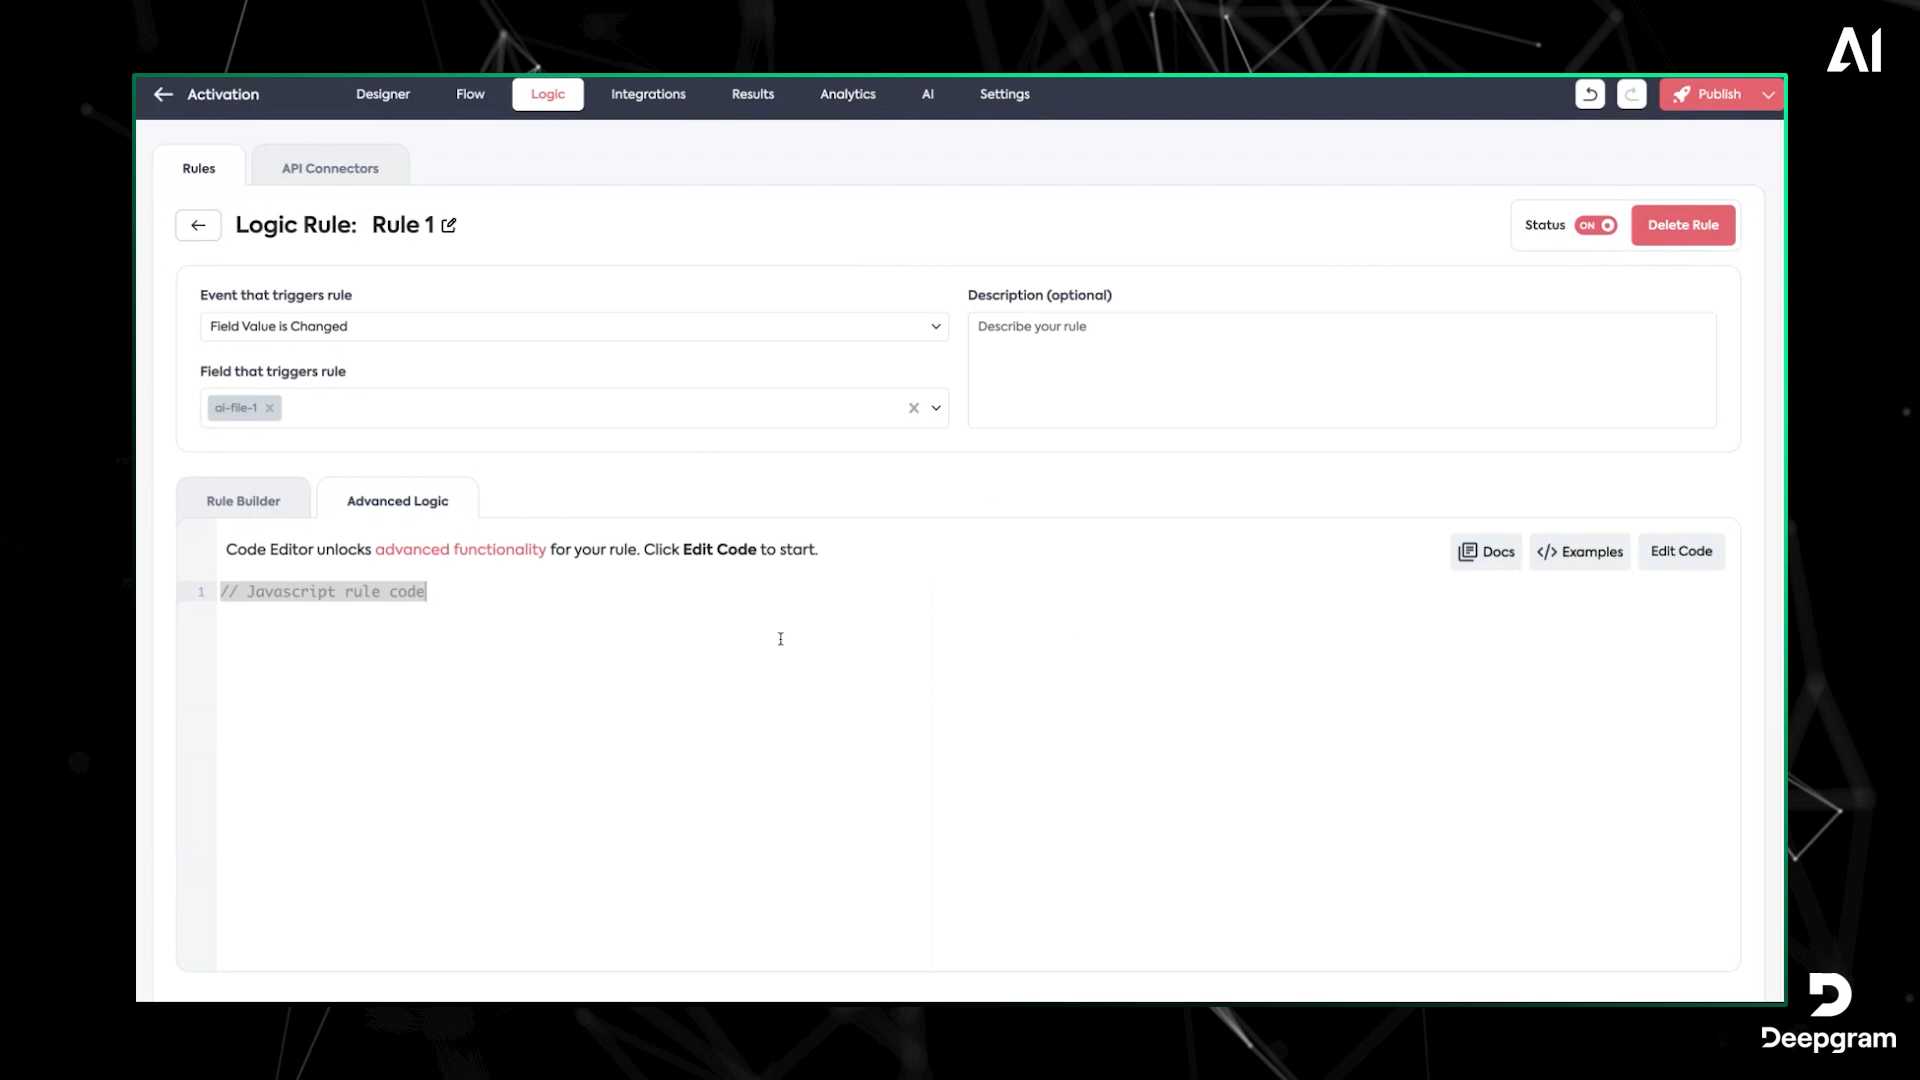 AI
Activation
Designer
Flow
Logic
Integrations
Results
Analytics
AI
Settings
Publish
Rules
API Connectors
Logic Rule: Rule 1
Status
ON
Delete Rule
Event that triggers rule
Field Value is Changed
Description (optional)
Describe your rule
Field that triggers rule
ai-file-1
Rule Builder
Advanced Logic
Code Editor unlocks advanced functionality for your rule. Click Edit Code to start.
Docs
</> Examples
Edit Code
1
// Javascript rule code
Deepgram